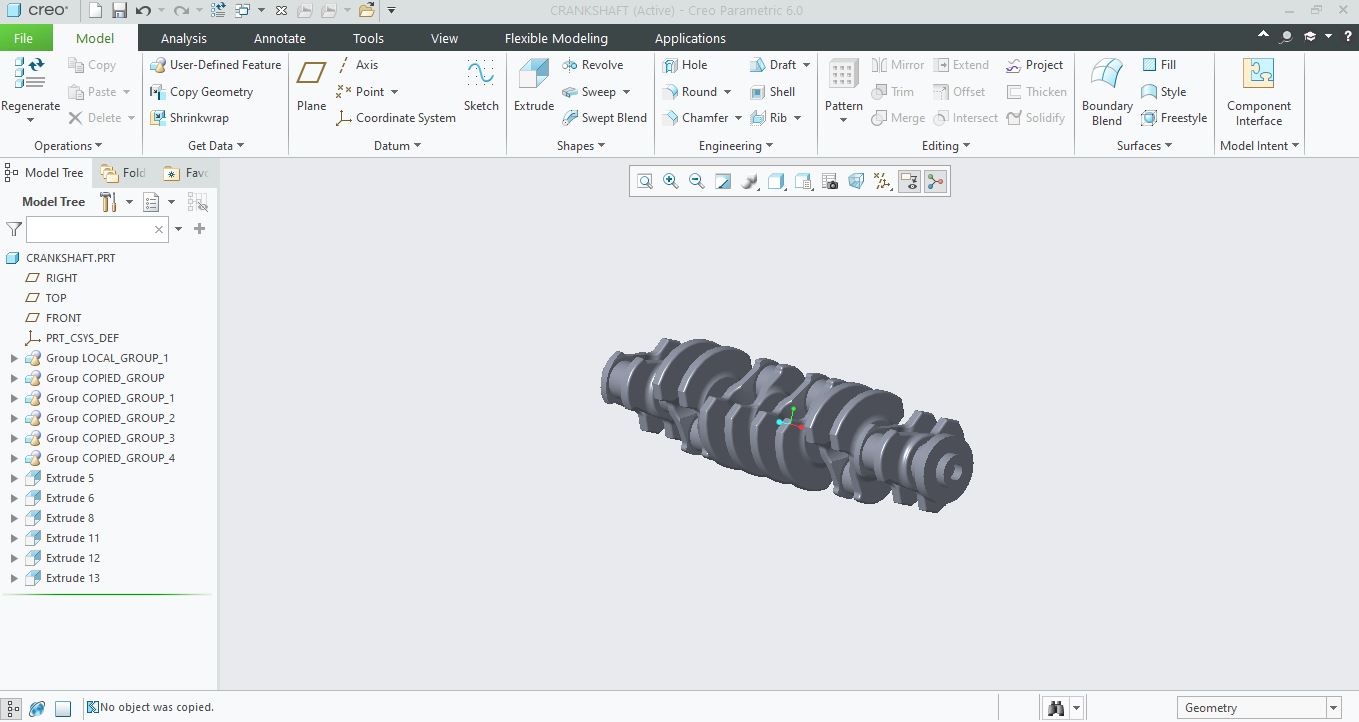 creo
CRANKSHAFT (Active) - Creo Parametric 6.0
File Model Analysis Annotate Tools View Flexible Modeling Applications
Regenerate
Copy
Paste
Delete
Operations
User-Defined Feature
Copy Geometry
Shrinkwrap
Get Data
Plane
Axis
Point
Coordinate System
Sketch
Datum
Extrude
Revolve
Sweep
Swept Blend
Shapes
Hole
Round
Chamfer
Draft
Shell
Rib
Engineering
Pattern
Mirror
Trim
Merge
Extend
Offset
Intersect
Project
Thicken
Solidify
Editing
Boundary
Blend
Fill
Style
Freestyle
Surfaces
Component
Interface
Model Intent
Model Tree Fold Favo
Model Tree
CRANKSHAFT.PRT
RIGHT
TOP
FRONT
PRT_CSYS_DEF
Group LOCAL_GROUP_1
Group COPIED_GROUP
Group COPIED_GROUP_1
Group COPIED_GROUP_2
Group COPIED_GROUP_3
Group COPIED_GROUP_4
Extrude 5
Extrude 6
Extrude 8
Extrude 11
Extrude 12
Extrude 13
No object was copied.
Geometry